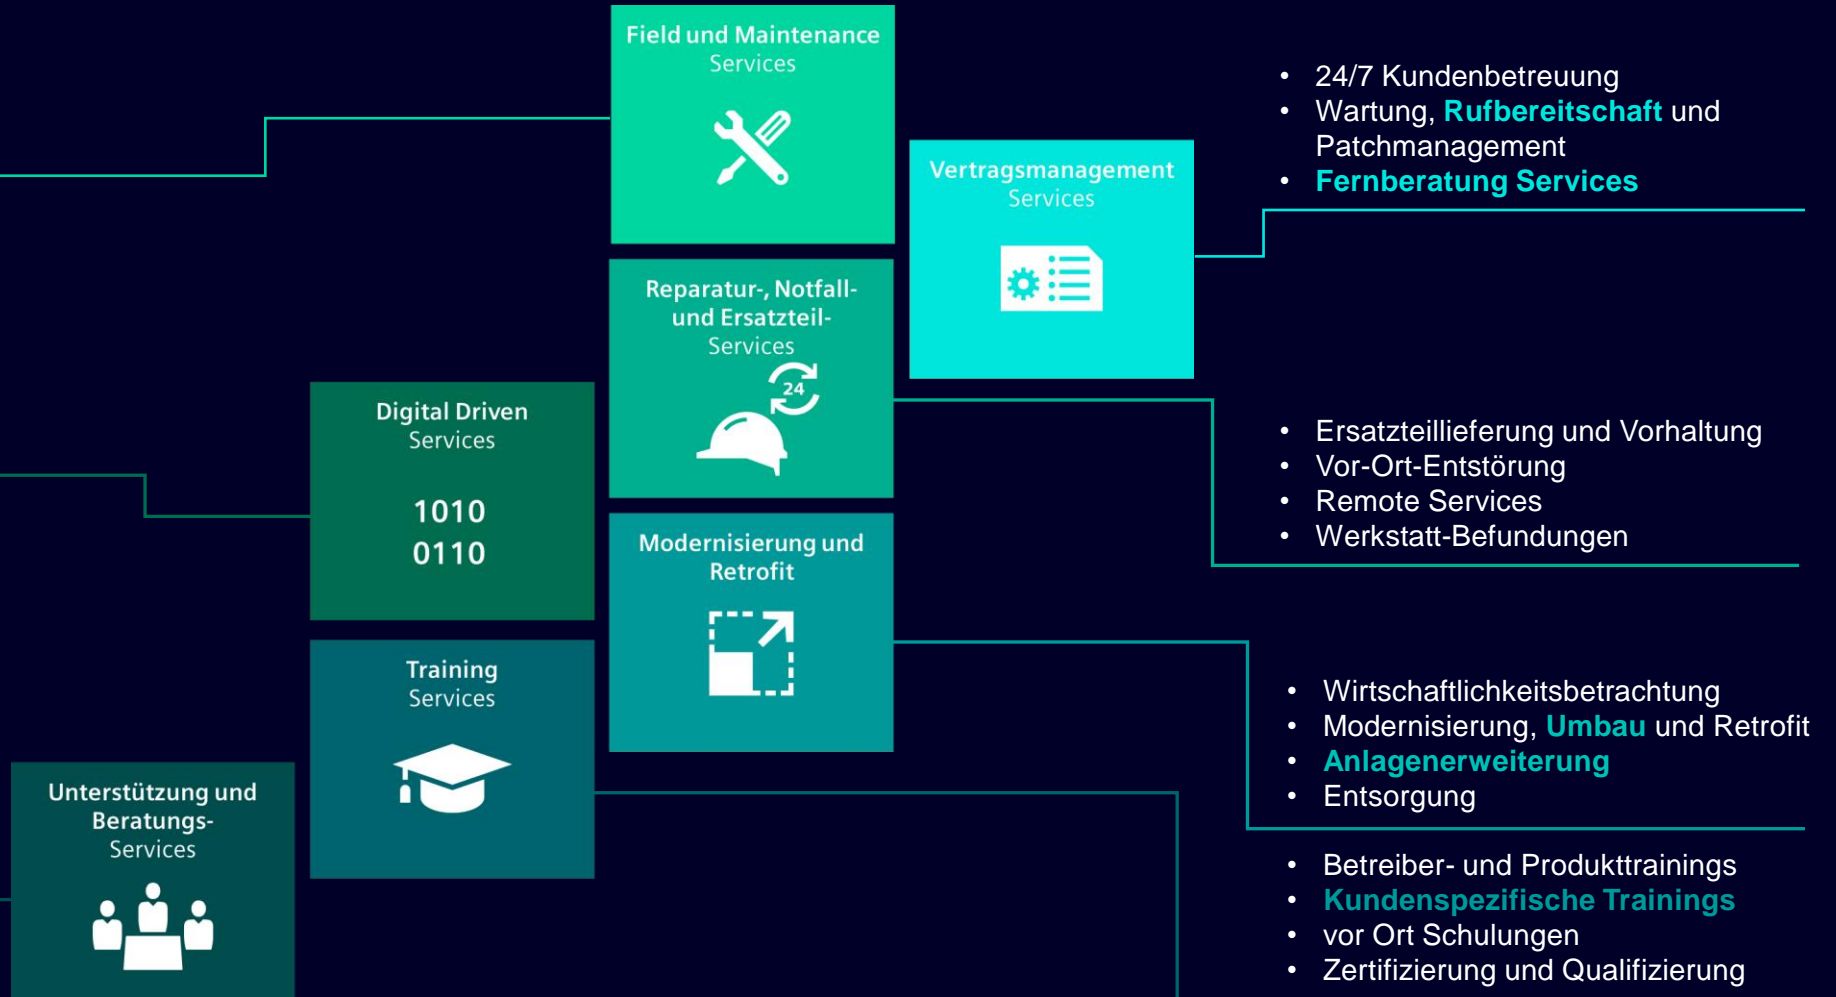 Field und Maintenance
Services
Vertragsmanagement
Services
Reparatur-, Notfall-
und Ersatzteil-
Services
24
Digital Driven
Services
1010
0110
Modernisierung und
Retrofit
Training
Services
Unterstützung und
Beratungs-
Services
• 24/7 Kundenbetreuung
• Wartung, Rufbereitschaft und
Patchmanagement
• Fernberatung Services
• Ersatzteillieferung und Vorhaltung
• Vor-Ort-Entstörung
• Remote Services
• Werkstatt-Befundungen
• Wirtschaftlichkeitsbetrachtung
• Modernisierung, Umbau und Retrofit
• Anlagenerweiterung
• Entsorgung
• Betreiber- und Produkttrainings
• Kundenspezifische Trainings
• vor Ort Schulungen
• Zertifizierung und Qualifizierung